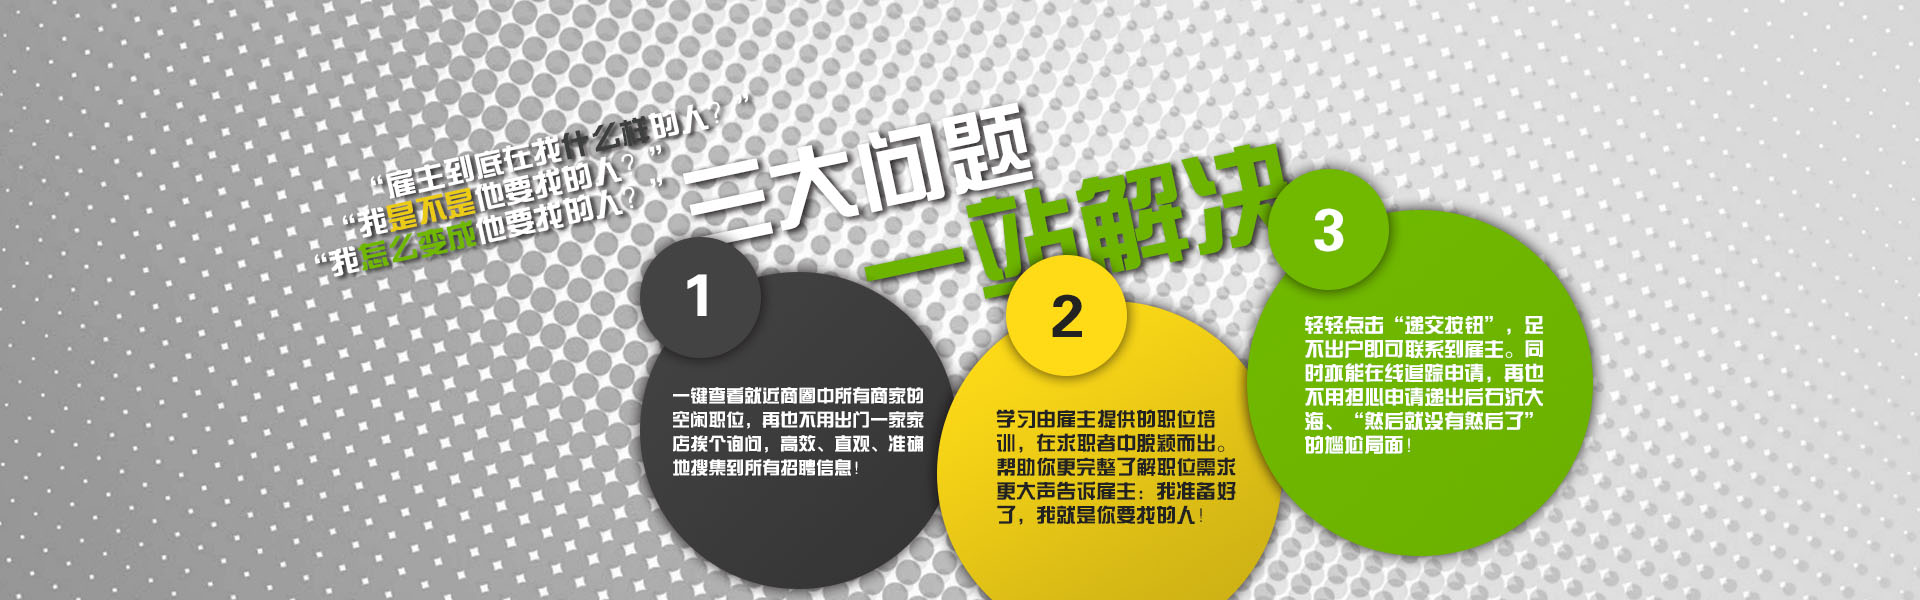 “雇主到底在找什么样的人？”
“我是不是他要找的人？”
“我怎么变成他要找的人？”
三大问题
一站解决
1
一键查看就近商圈中所有商家的
空闲职位，再也不用出门一家家
店挨个询问，高效、直观、准确
地搜集到所有招聘信息！
2
学习由雇主提供的职位培
训，在求职者中脱颖而出。
帮助你更完整了解职位需求
更大声告诉雇主：我准备好
了，我就是你要找的人！
3
轻轻点击“递交按钮”，足
不出户即可联系到雇主。同
时亦能在线追踪申请，再也
不用担心申请递出后石沉大
海、“然后就没有然后了”
的尴尬局面！